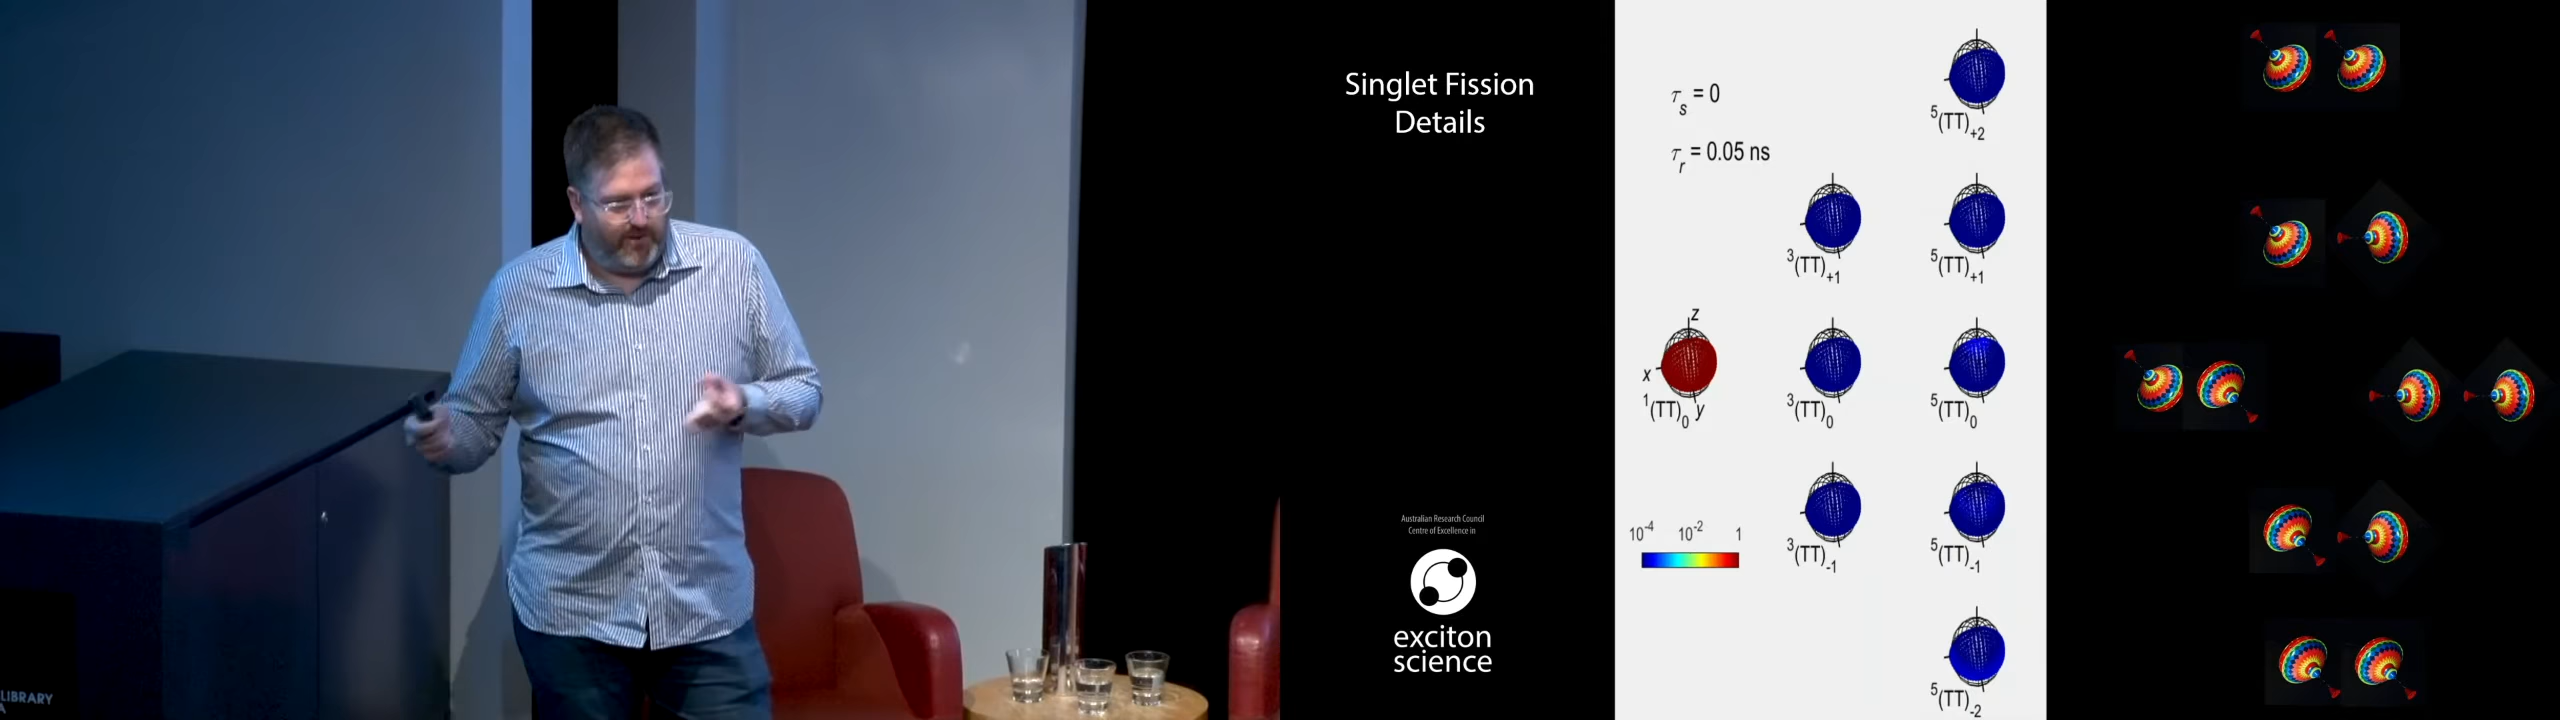 LIBRARY
A
Singlet Fission
Details
Australian Research Council
Centre of Excellence in
exciton
science
τs = 0
τr = 0.05 ns
5(TT)+2
3(TT)+1
5(TT)+1
z
x
1(TT)0 y
3(TT)0
5(TT)0
10-4 10-2 1
3(TT)-1
5(TT)-1
5(TT)-2